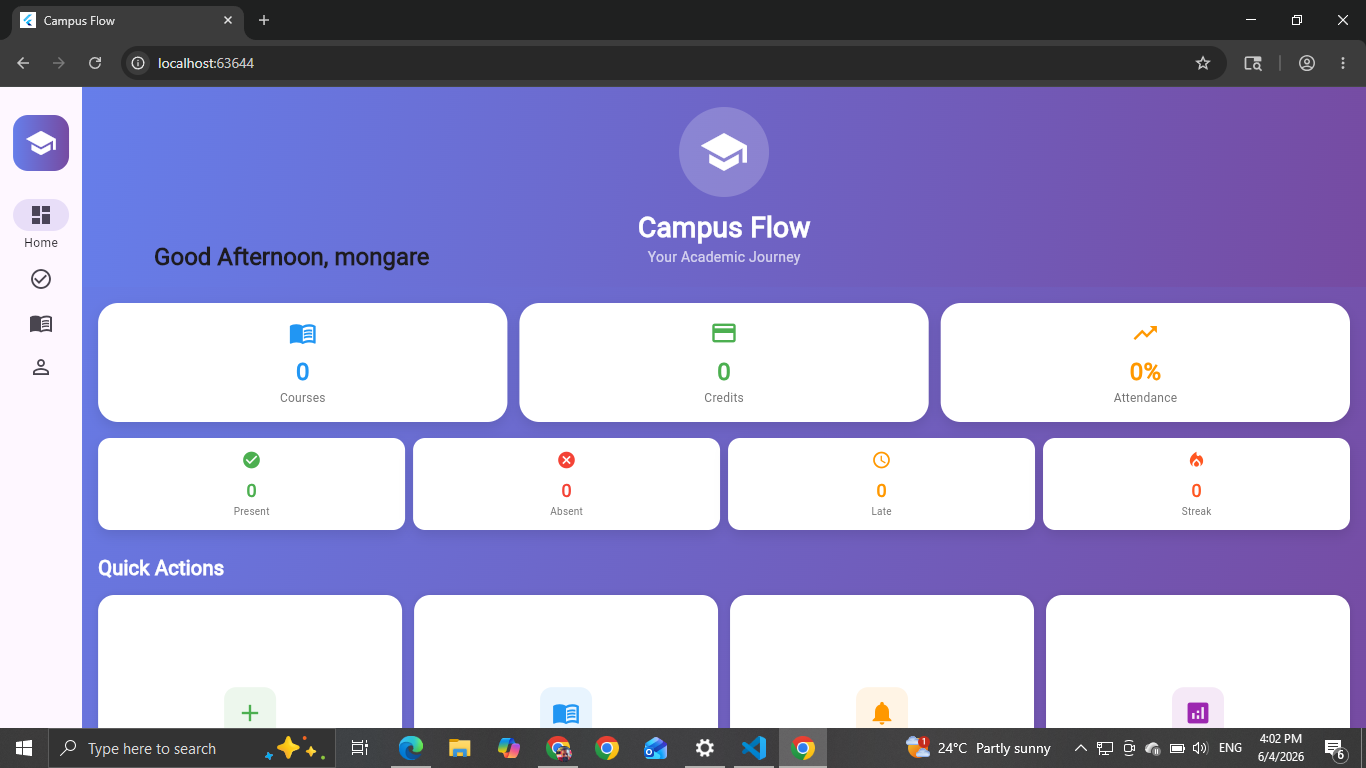 Campus Flow
localhost:63644
Campus Flow
Your Academic Journey
Good Afternoon, mongare
Home
0
Courses
0
Credits
0%
Attendance
0
Present
0
Absent
0
Late
0
Streak
Quick Actions
Type here to search
1
24°C Partly sunny
ENG
4:02 PM
6/4/2026
6